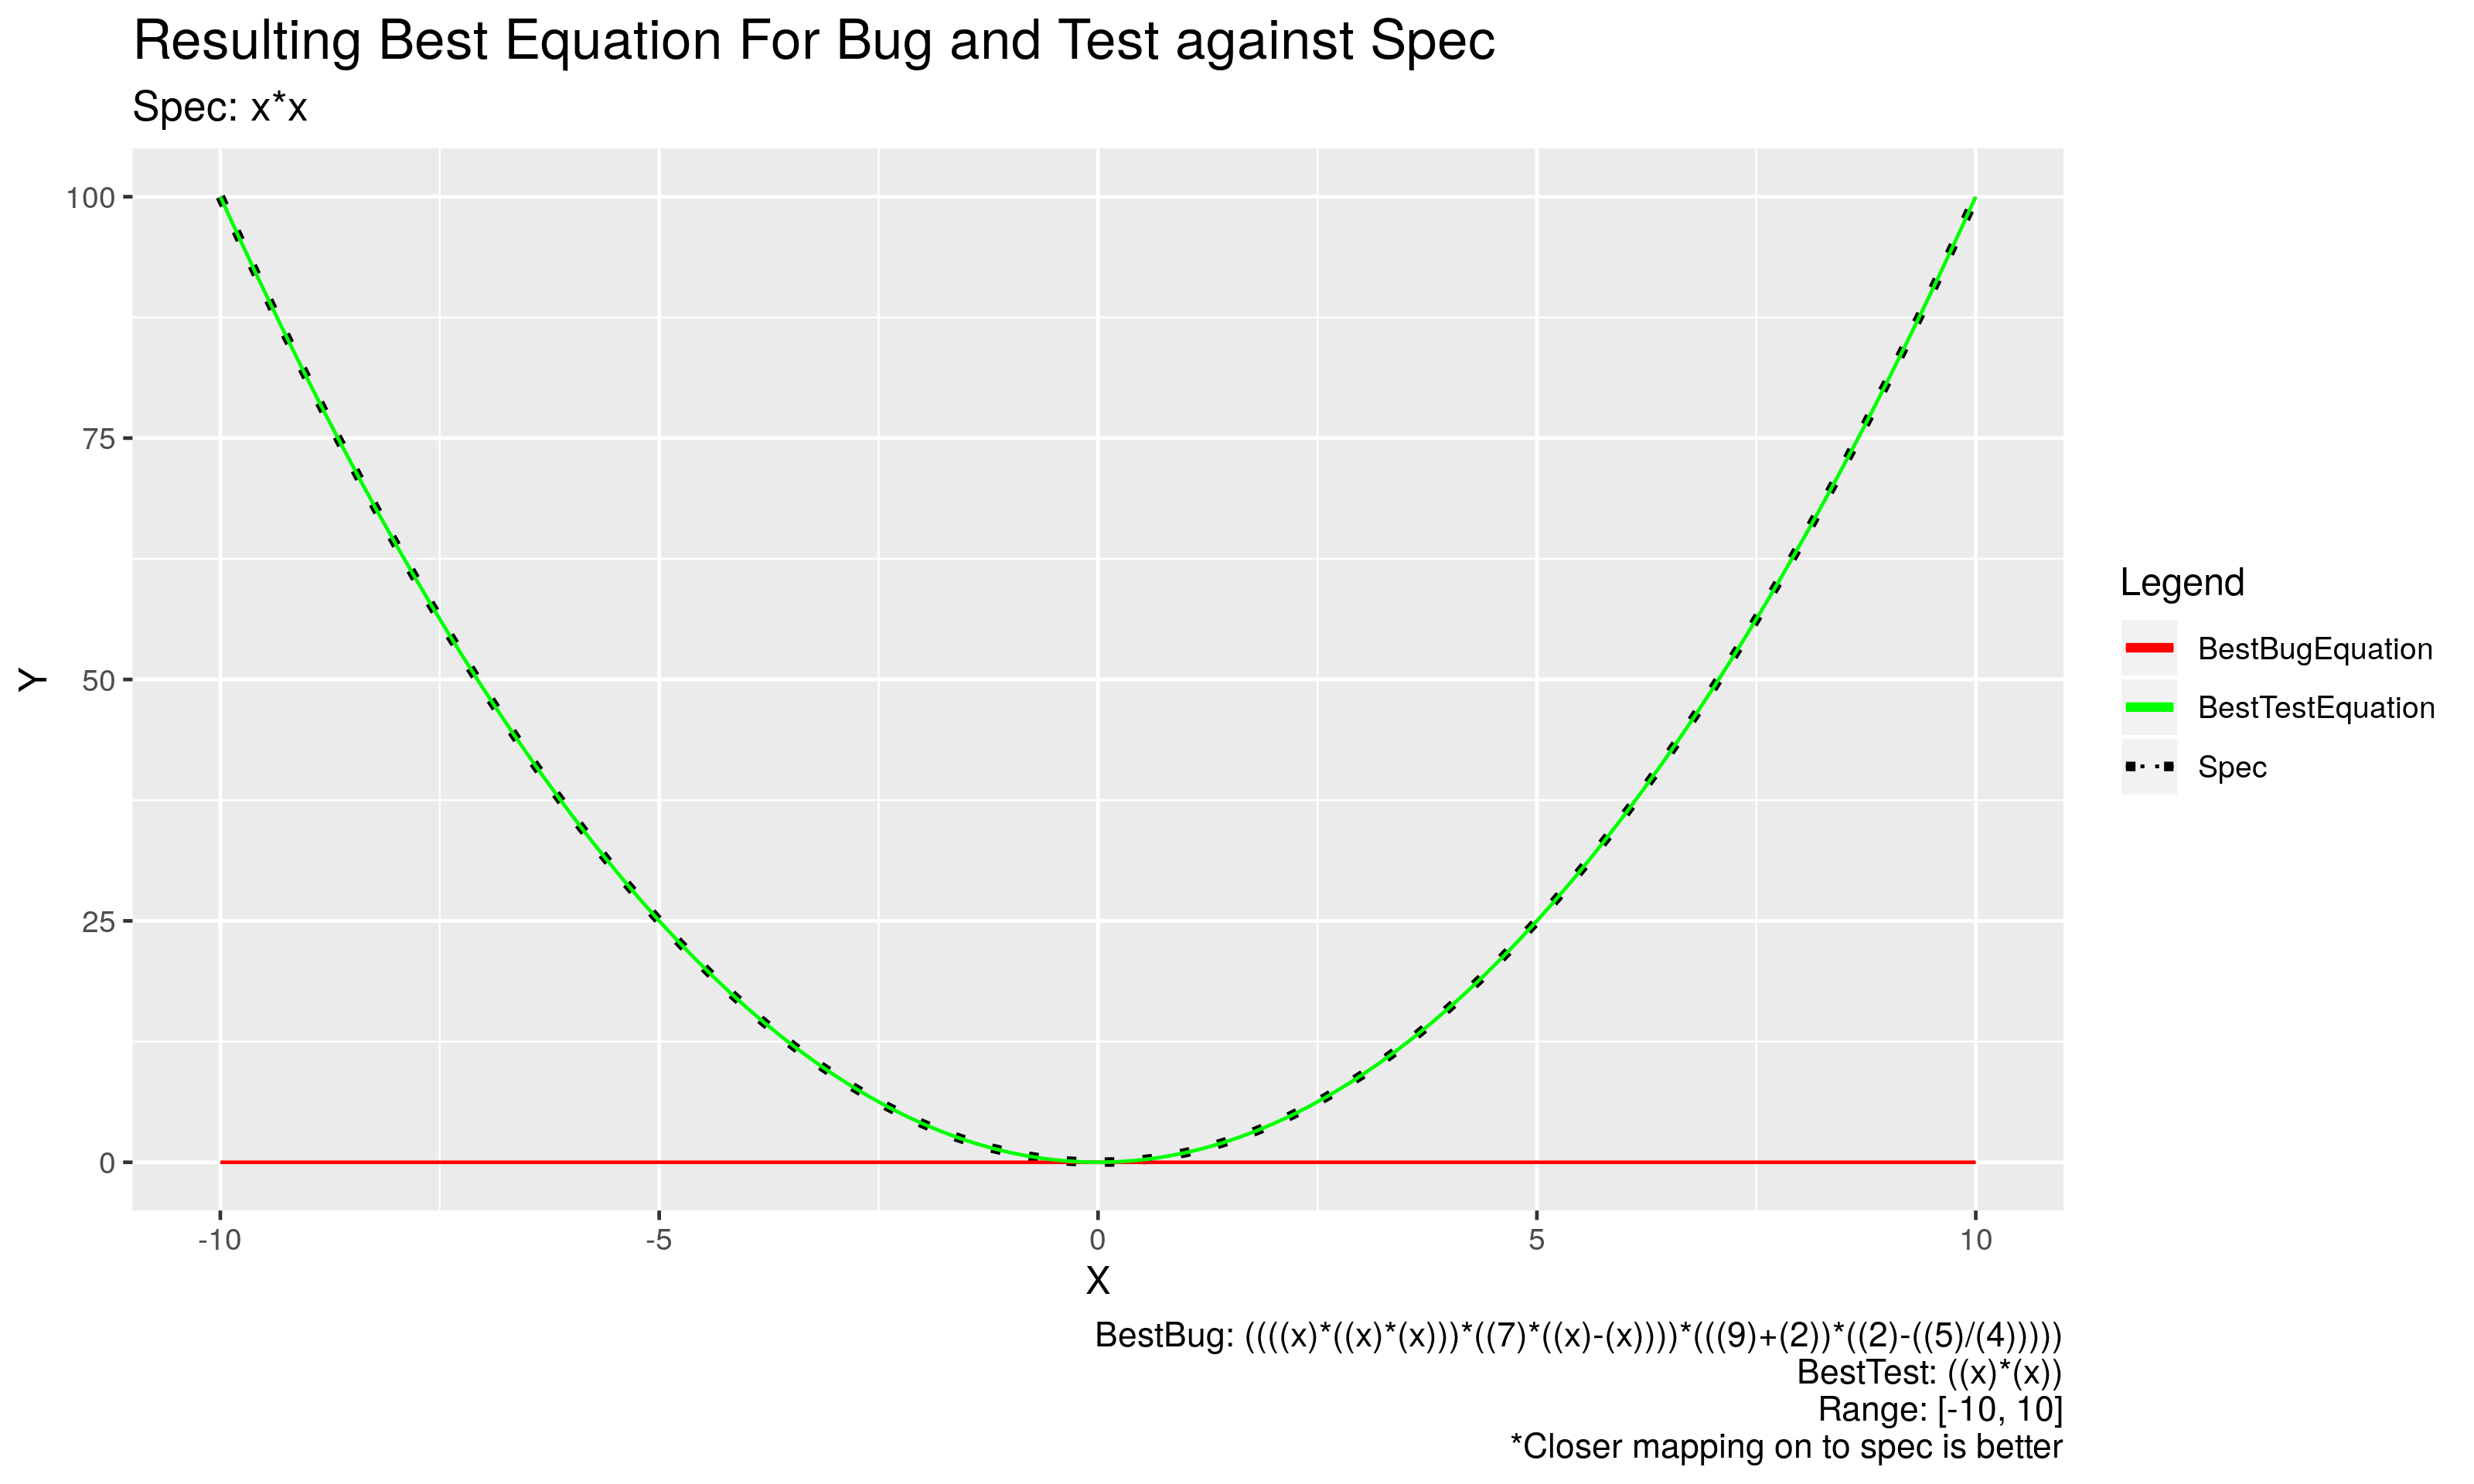 Resulting Best Equation For Bug and Test against Spec
Spec: x*x
100
75
50
25
0
Y
-10
-5
0
5
10
X
Legend
BestBugEquation
BestTestEquation
Spec
BestBug: ((((x)*((x)*(x)))*((7)*((x)-(x))))*(((9)+(2))*((2)-((5)/(4)))))
BestTest: ((x)*(x))
Range: [-10, 10]
*Closer mapping on to spec is better